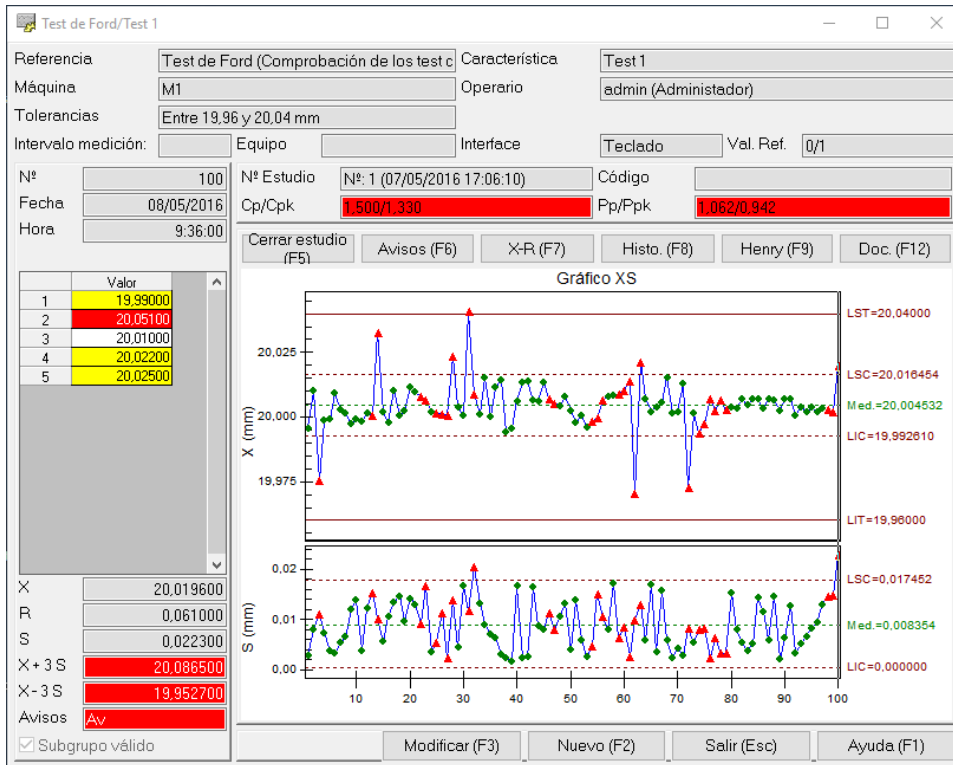 Test de Ford/Test 1
Referencia Test de Ford (Comprobación de los test c Característica Test 1
Máquina M1 Operario admin (Administador)
Tolerancias Entre 19,96 y 20,04 mm
Intervalo medición: Equipo Interface Teclado Val. Ref. 0/1
Nº 100 Nº Estudio Nº: 1 (07/05/2016 17:06:10) Código
Fecha 08/05/2016 Cp/Cpk 1,500/1,330 Pp/Ppk 1,062/0,942
Hora 9:36:00
Cerrar estudio (F5) Avisos (F6) X-R (F7) Histo. (F8) Henry (F9) Doc. (F12)
Gráfico XS
Valor
1 19,99000
2 20,05100
3 20,01000
4 20,02200
5 20,02500
X (mm)
20,025
20,000
19,975
LST=20,04000
LSC=20,016454
Med.=20,004532
LIC=19,992610
LIT=19,96000
S (mm)
0,02
0,01
0,00
LSC=0,017452
Med.=0,008354
LIC=0,000000
10 20 30 40 50 60 70 80 90 100
X 20,019600
R 0,061000
S 0,022300
X + 3 S 20,086500
X - 3 S 19,952700
Avisos Av
Subgrupo válido
Modificar (F3) Nuevo (F2) Salir (Esc) Ayuda (F1)